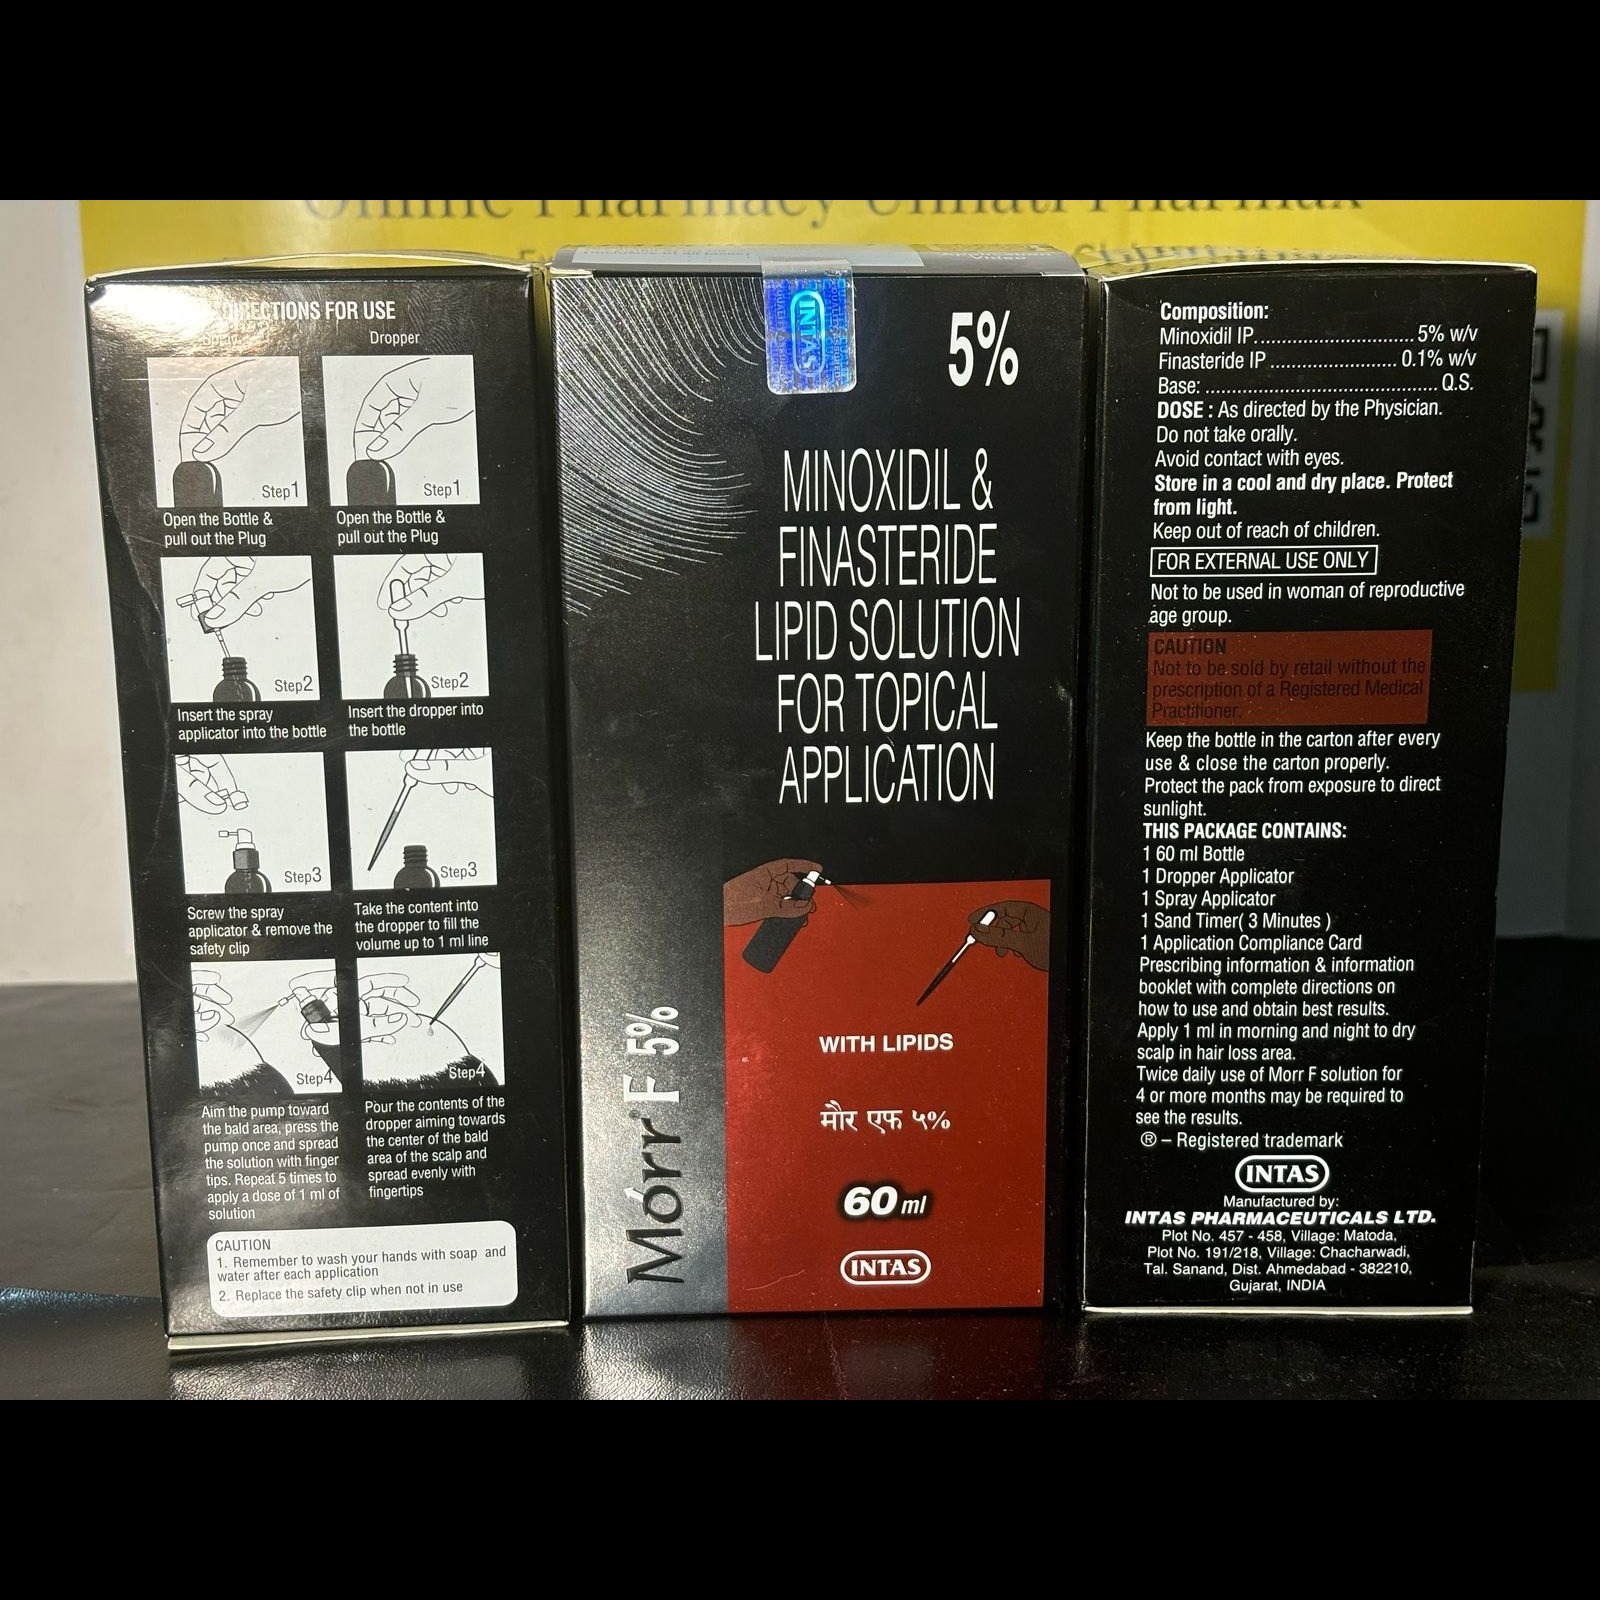 Online Pharmacy Unnati Pharmax
DIRECTIONS FOR USE
Spray
Dropper
Step1
Open the Bottle &
pull out the Plug
Step2
Insert the spray
applicator into the bottle
Step3
Screw the spray
applicator & remove the
safety clip
Step4
Aim the pump toward
the bald area, press the
pump once and spread
the solution with finger
tips. Repeat 5 times to
apply a dose of 1 ml of
solution
Step1
Open the Bottle &
pull out the Plug
Step2
Insert the dropper into
the bottle
Step3
Take the content into
the dropper to fill the
volume up to 1 ml line
Step4
Pour the contents of the
dropper aiming towards
the center of the bald
area of the scalp and
spread evenly with
fingertips
CAUTION
1. Remember to wash your hands with soap and
water after each application
2. Replace the safety clip when not in use
INTAS
5%
MINOXIDIL &
FINASTERIDE
LIPID SOLUTION
FOR TOPICAL
APPLICATION
Mórr® F 5%
WITH LIPIDS
मौर एफ ५%
60 ml
INTAS
Composition:
Minoxidil IP.............................. 5% w/v
Finasteride IP ........................ 0.1% w/v
Base: ............................................ Q.S.
DOSE : As directed by the Physician.
Do not take orally.
Avoid contact with eyes.
Store in a cool and dry place. Protect
from light.
Keep out of reach of children.
FOR EXTERNAL USE ONLY
Not to be used in woman of reproductive
age group.
CAUTION
Not to be sold by retail without the
prescription of a Registered Medical
Practitioner.
Keep the bottle in the carton after every
use & close the carton properly.
Protect the pack from exposure to direct
sunlight.
THIS PACKAGE CONTAINS:
1 60 ml Bottle
1 Dropper Applicator
1 Spray Applicator
1 Sand Timer( 3 Minutes )
1 Application Compliance Card
Prescribing information & information
booklet with complete directions on
how to use and obtain best results.
Apply 1 ml in morning and night to dry
scalp in hair loss area.
Twice daily use of Morr F solution for
4 or more months may be required to
see the results.
® – Registered trademark
INTAS
Manufactured by:
INTAS PHARMACEUTICALS LTD.
Plot No. 457 - 458, Village: Matoda,
Plot No. 191/218, Village: Chacharwadi,
Tal. Sanand, Dist. Ahmedabad - 382210,
Gujarat, INDIA